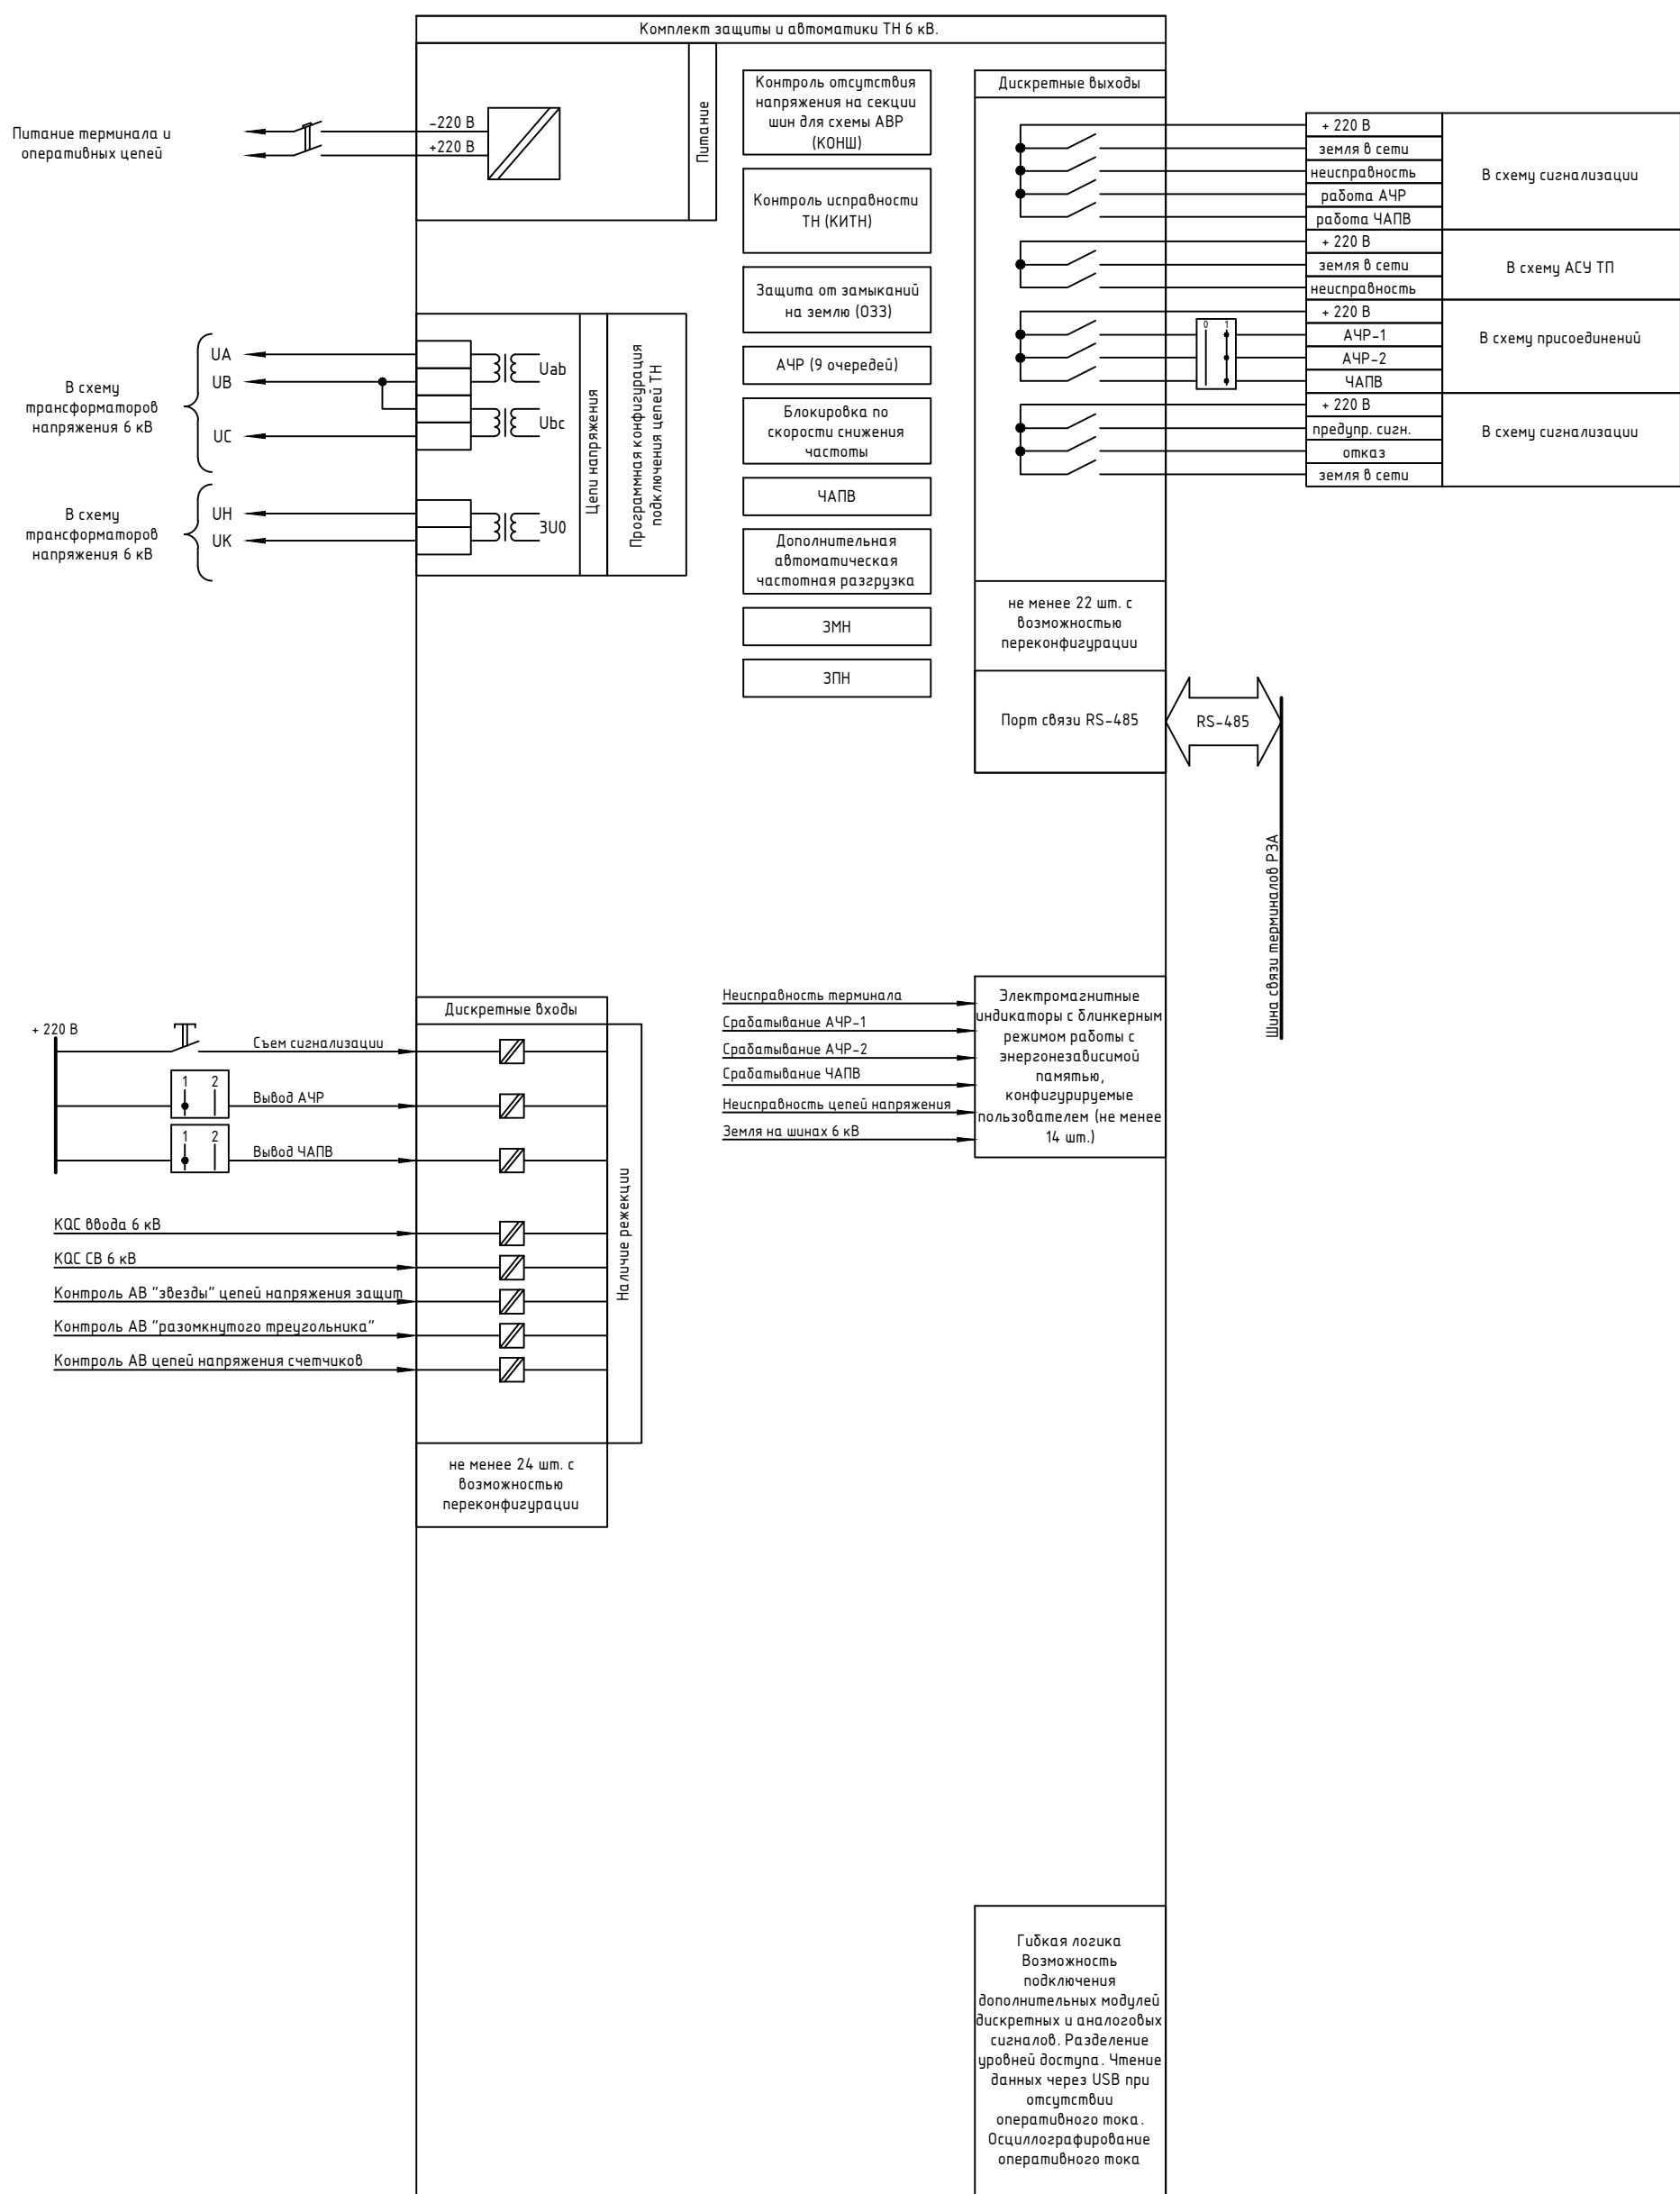 Комплект защиты и автоматики ТН 6 кВ.
Питание терминала и
оперативных цепей
-220 В
+220 В
Питание
В схему
трансформаторов
напряжения 6 кВ
UA
UB
UC
Uab
Ubc
В схему
трансформаторов
напряжения 6 кВ
UH
UK
3U0
Цепи напряжения
Программная конфигурация
подключения цепей ТН
Контроль отсутствия
напряжения на секции
шин для схемы АВР
(КОНШ)
Контроль исправности
ТН (КИТН)
Защита от замыканий
на землю (ОЗЗ)
АЧР (9 очередей)
Блокировка по
скорости снижения
частоты
ЧАПВ
Дополнительная
автоматическая
частотная разгрузка
ЗМН
ЗПН
Дискретные выходы
+ 220 В
земля в сети
неисправность
работа АЧР
работа ЧАПВ
В схему сигнализации
+ 220 В
земля в сети
неисправность
В схему АСУ ТП
0 1
+ 220 В
АЧР-1
АЧР-2
ЧАПВ
В схему присоединений
+ 220 В
предупр. сигн.
отказ
земля в сети
В схему сигнализации
не менее 22 шт. с
возможностью
переконфигурации
Порт связи RS-485
RS-485
Шина связи терминалов РЗА
Дискретные входы
+ 220 В
Съем сигнализации
1 2
Вывод АЧР
1 2
Вывод ЧАПВ
KQC ввода 6 кВ
KQC СВ 6 кВ
Контроль АВ "звезды" цепей напряжения защит
Контроль АВ "разомкнутого треугольника"
Контроль АВ цепей напряжения счетчиков
Наличие режекции
не менее 24 шт. с
возможностью
переконфигурации
Неисправность терминала
Срабатывание АЧР-1
Срабатывание АЧР-2
Срабатывание ЧАПВ
Неисправность цепей напряжения
Земля на шинах 6 кВ
Электромагнитные
индикаторы с блинкерным
режимом работы с
энергонезависимой
памятью,
конфигурируемые
пользователем (не менее
14 шт.)
Гибкая логика
Возможность
подключения
дополнительных модулей
дискретных и аналоговых
сигналов. Разделение
уровней доступа. Чтение
данных через USB при
отсутствии
оперативного тока.
Осциллографирование
оперативного тока